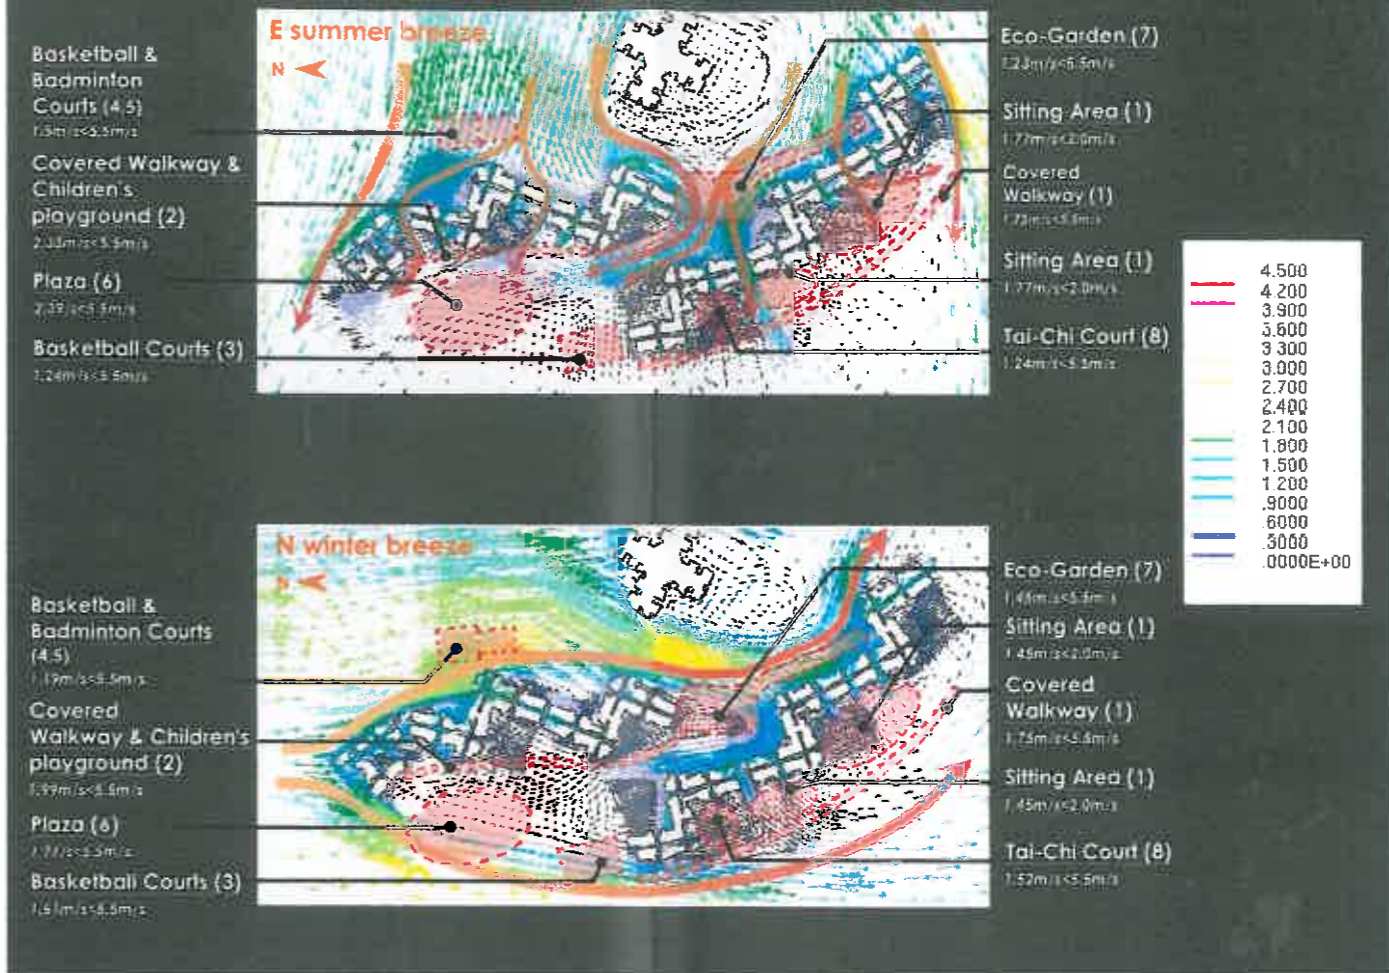 E summer breeze
N
Basketball &
Badminton
Courts (4.5)
1.5m/s<5.5m/s
Covered Walkway &
Children's
playground (2)
2.33m/s<5.5m/s
Plaza (6)
Basketball Courts (3)
1.24m/s<5.5m/s
Eco-Garden (7)
1.23m/s<5.5m/s
Sitting Area (1)
1.77m/s<2.0m/s
Covered
Walkway (1)
1.73m/s<5.5m/s
Sitting Area (1)
1.77m/s<2.0m/s
Tai-Chi Court (8)
1.24m/s<5.5m/s
4.500
4.200
3.900
3.600
3.300
3.000
2.700
2.400
2.100
1.800
1.500
1.200
.9000
.6000
.3000
.0000E+00
N winter breeze
Basketball &
Badminton Courts
(4.5)
1.19m/s<5.5m/s
Covered
Walkway & Children's
playground (2)
1.99m/s<5.5m/s
Plaza (6)
Basketball Courts (3)
Eco-Garden (7)
1.45m/s<5.5m/s
Sitting Area (1)
1.45m/s<2.0m/s
Covered
Walkway (1)
1.75m/s<5.5m/s
Sitting Area (1)
1.45m/s<2.0m/s
Tai-Chi Court (8)
1.52m/s<5.5m/s